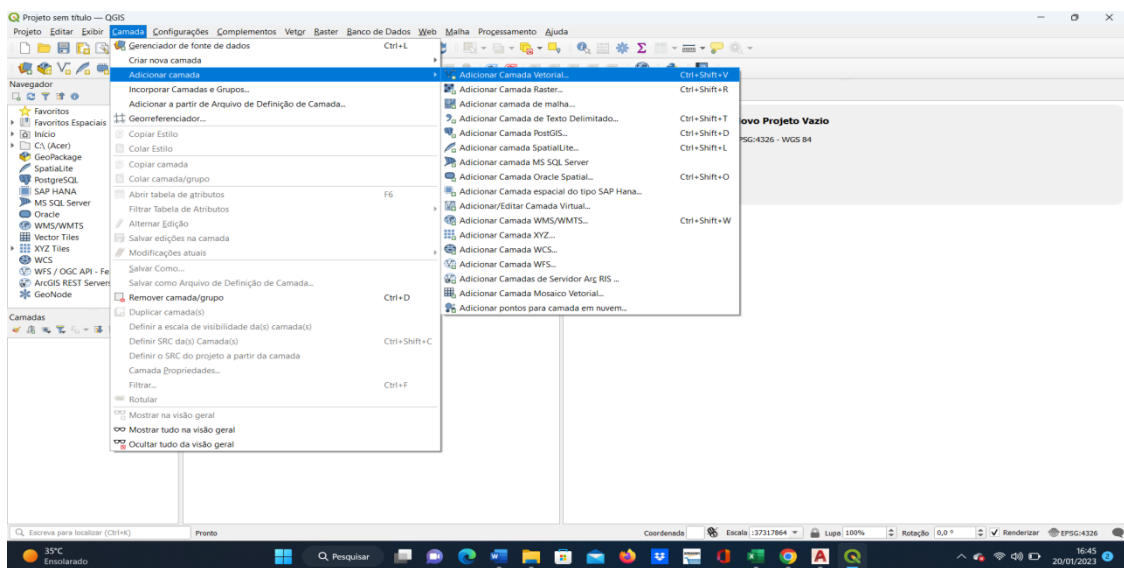 Projeto sem título — QGIS
Projeto Editar Exibir Camada Configurações Complementos Vetor Raster Banco de Dados Web Malha Processamento Ajuda
Gerenciador de fonte de dados Ctrl+L
Criar nova camada
Adicionar camada
Incorporar Camadas e Grupos...
Adicionar a partir de Arquivo de Definição de Camada...
Georreferenciador...
Copiar Estilo
Colar Estilo
Copiar camada
Colar camada/grupo
Abrir tabela de atributos F6
Filtrar Tabela de Atributos
Alternar Edição
Salvar edições na camada
Modificações atuais
Salvar Como...
Salvar como Arquivo de Definição de Camada...
Remover camada/grupo Ctrl+D
Duplicar camada(s)
Definir a escala de visibilidade da(s) camada(s)
Definir SRC da(s) Camada(s) Ctrl+Shift+C
Definir o SRC do projeto a partir da camada
Camada Propriedades...
Filtrar... Ctrl+F
Rotular
Mostrar na visão geral
Mostrar tudo na visão geral
Ocultar tudo da visão geral
Adicionar Camada Vetorial... Ctrl+Shift+V
Adicionar Camada Raster... Ctrl+Shift+R
Adicionar camada de malha...
Adicionar Camada de Texto Delimitado... Ctrl+Shift+T
Adicionar Camada PostGIS... Ctrl+Shift+D
Adicionar camada SpatiaLite... Ctrl+Shift+L
Adicionar camada MS SQL Server
Adicionar Camada Oracle Spatial... Ctrl+Shift+O
Adicionar Camada espacial do tipo SAP Hana...
Adicionar/Editar Camada Virtual...
Adicionar Camada WMS/WMTS... Ctrl+Shift+W
Adicionar Camada XYZ...
Adicionar Camada WCS...
Adicionar Camada WFS...
Adicionar Camadas de Servidor Arg RIS ...
Adicionar Camada Mosaico Vetorial...
Adicionar pontos para camada em nuvem...
Navegador
Favoritos
Favoritos Espaciais
Início
C:\ (Acer)
GeoPackage
SpatiaLite
PostgreSQL
SAP HANA
MS SQL Server
Oracle
WMS/WMTS
Vector Tiles
XYZ Tiles
WCS
WFS / OGC API - Fe
ArcGIS REST Servers
GeoNode
Camadas
ovo Projeto Vazio
PSG:4326 - WGS 84
Escreva para localizar (Ctrl+K) Pronto Coordenada Escala :37317864 Lupa 100% Rotação 0,0 ° Renderizar EPSG:4326
35°C
Ensolarado
Pesquisar
16:45
20/01/2023
2